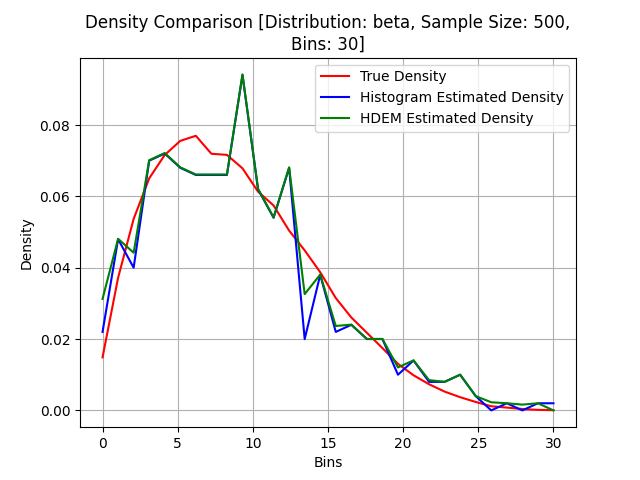 Density Comparison [Distribution: beta, Sample Size: 500,
Bins: 30]
True Density
Histogram Estimated Density
HDEM Estimated Density
Density
0.08
0.06
0.04
0.02
0.00
0 5 10 15 20 25 30
Bins